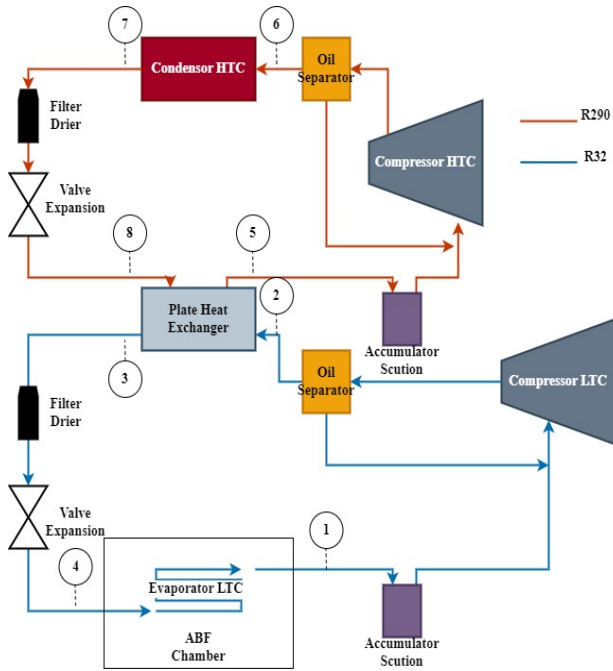 7
6
Condensor HTC
Oil
Separator
R290
R32
Filter
Drier
Compressor HTC
Valve
Expansion
8
5
2
Plate Heat
Exchanger
Accumulator
Scution
3
Oil
Separator
Compressor LTC
Filter
Drier
Valve
Expansion
1
4
Evaporator LTC
ABF
Chamber
Accumulator
Scution